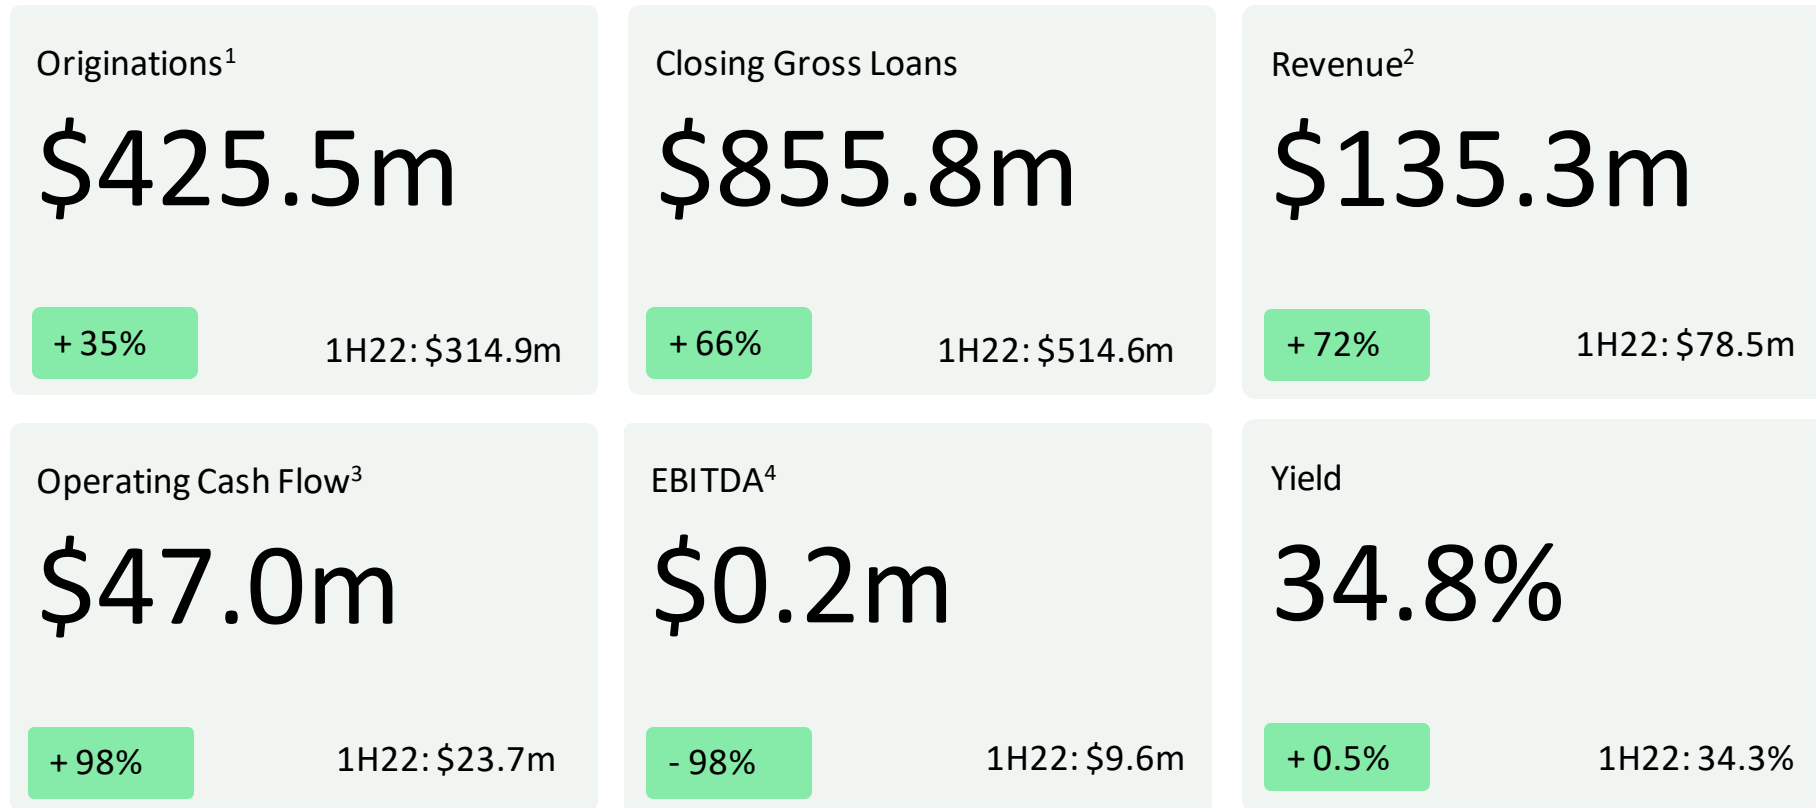 Originations¹
$425.5m
+ 35%
1H22: $314.9m
Closing Gross Loans
$855.8m
+ 66%
1H22: $514.6m
Revenue²
$135.3m
+ 72%
1H22: $78.5m
Operating Cash Flow³
$47.0m
+ 98%
1H22: $23.7m
EBITDA⁴
$0.2m
- 98%
1H22: $9.6m
Yield
34.8%
+ 0.5%
1H22: 34.3%